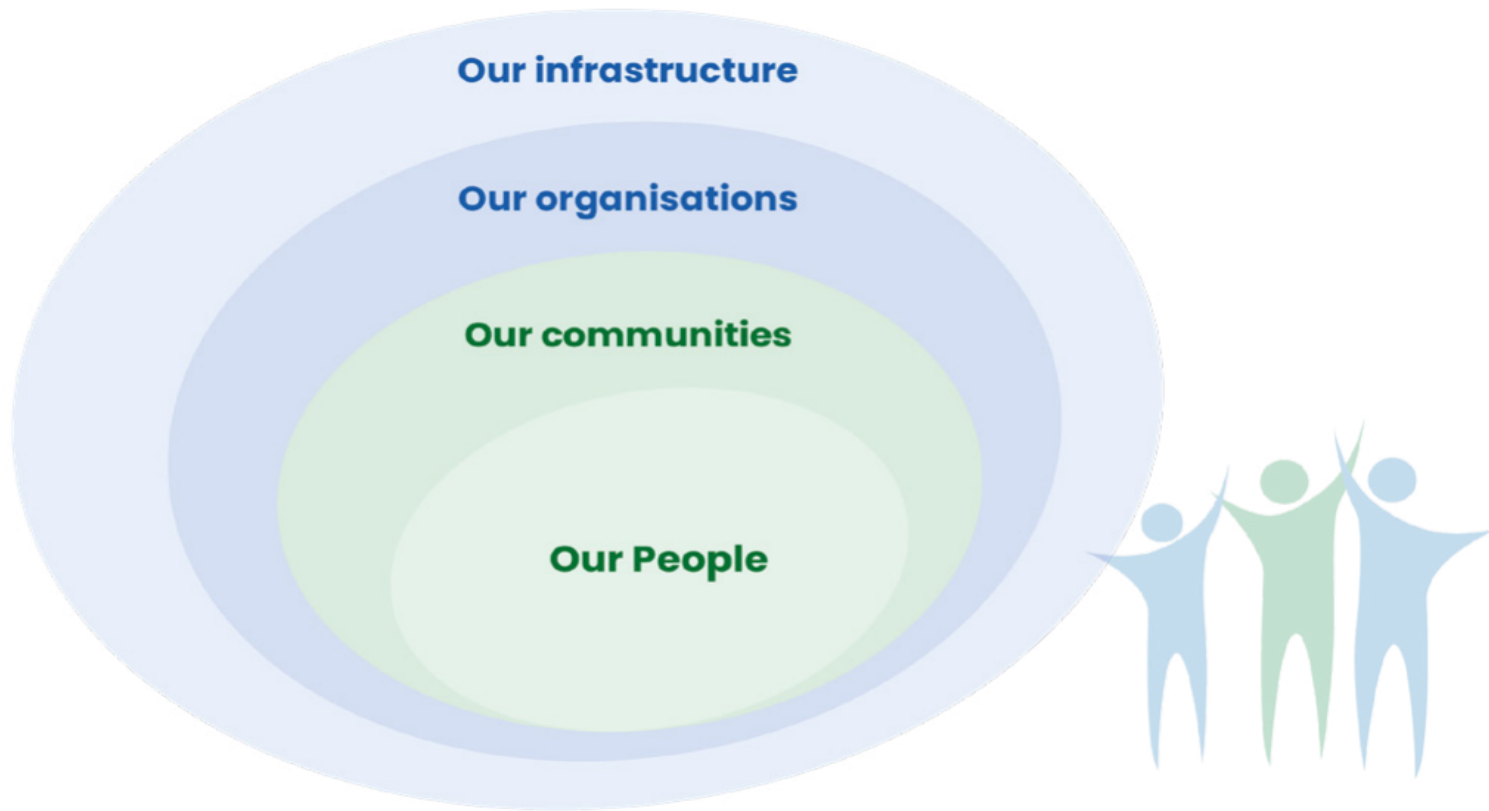 Our infrastructure
Our organisations
Our communities
Our People